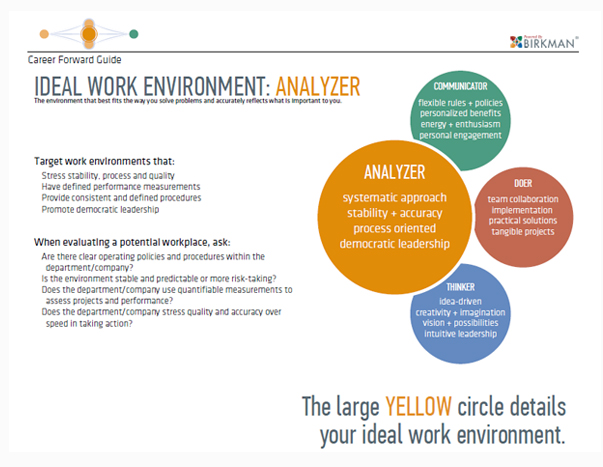 Powered By
BIRKMAN®
Career Forward Guide
IDEAL WORK ENVIRONMENT: ANALYZER
The environment that best fits the way you solve problems and accurately reflects what is important to you.
Target work environments that:
Stress stability, process and quality
Have defined performance measurements
Provide consistent and defined procedures
Promote democratic leadership
When evaluating a potential workplace, ask:
Are there clear operating policies and procedures within the
department/company?
Is the environment stable and predictable or more risk-taking?
Does the department/company use quantifiable measurements to
assess projects and performance?
Does the department/company stress quality and accuracy over
speed in taking action?
COMMUNICATOR
flexible rules + policies
personalized benefits
energy + enthusiasm
personal engagement
ANALYZER
systematic approach
stability + accuracy
process oriented
democratic leadership
DOER
team collaboration
implementation
practical solutions
tangible projects
THINKER
idea-driven
creativity + imagination
vision + possibilities
intuitive leadership
The large YELLOW circle details
your ideal work environment.